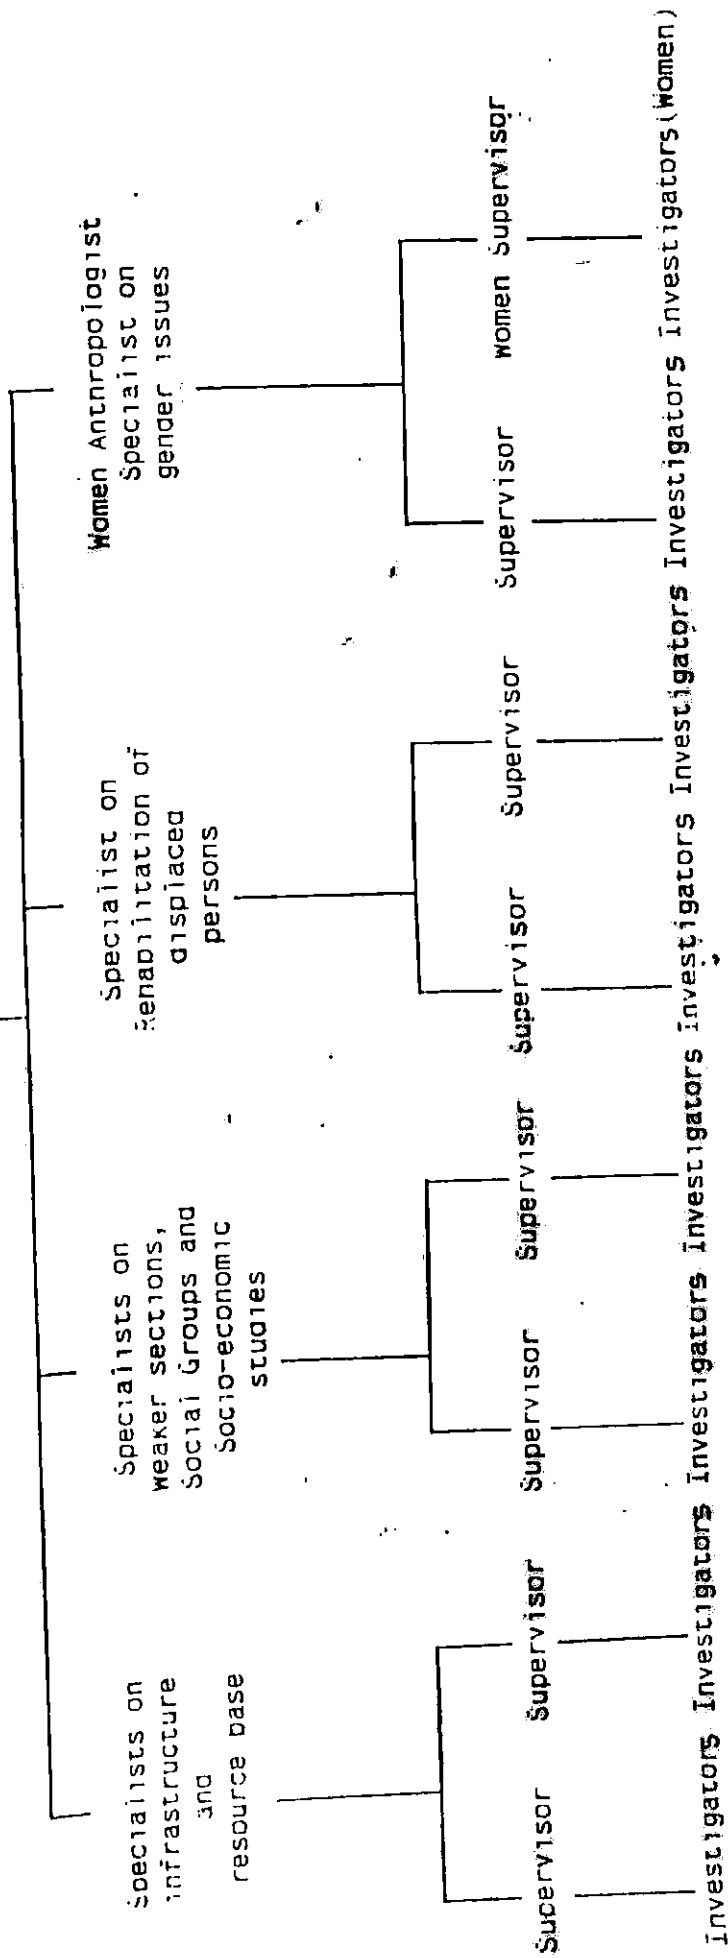 Specialists on
infrastructure
and
resource base
Specialists on
Weaker sections,
Social Groups and
Socio-economic
studies
Specialist on
Rehabilitation of
displaced
persons
Women Anthropologist
Specialist on
gender issues
Supervisor Supervisor Supervisor Supervisor Supervisor Supervisor Supervisor Women Supervisor
Investigators Investigators Investigators Investigators Investigators Investigators Investigators Investigators(Women)